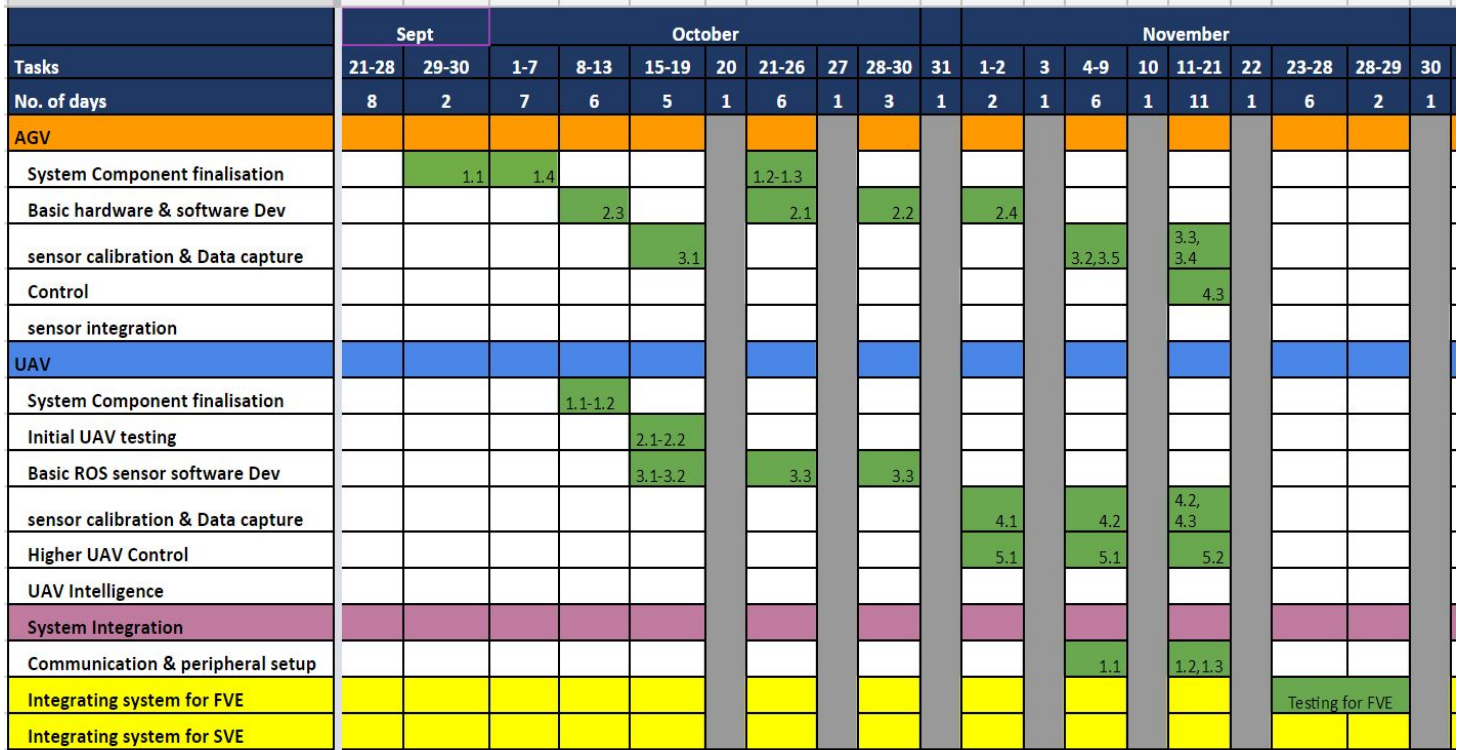 Sept October November
Tasks 21-28 29-30 1-7 8-13 15-19 20 21-26 27 28-30 31 1-2 3 4-9 10 11-21 22 23-28 28-29 30
No. of days 8 2 7 6 5 1 6 1 3 1 2 1 6 1 11 1 6 2 1
AGV
System Component finalisation 1.1 1.4 1.2-1.3
Basic hardware & software Dev 2.3 2.1 2.2 2.4
3.3,
sensor calibration & Data capture 3.1 3.2,3.5 3.4
Control 4.3
sensor integration
UAV
System Component finalisation 1.1-1.2
Initial UAV testing 2.1-2.2
Basic ROS sensor software Dev 3.1-3.2 3.3 3.3
4.2,
sensor calibration & Data capture 4.1 4.2 4.3
Higher UAV Control 5.1 5.1 5.2
UAV Intelligence
System Integration
Communication & peripheral setup 1.1 1.2,1.3
Integrating system for FVE Testing for FVE
Integrating system for SVE